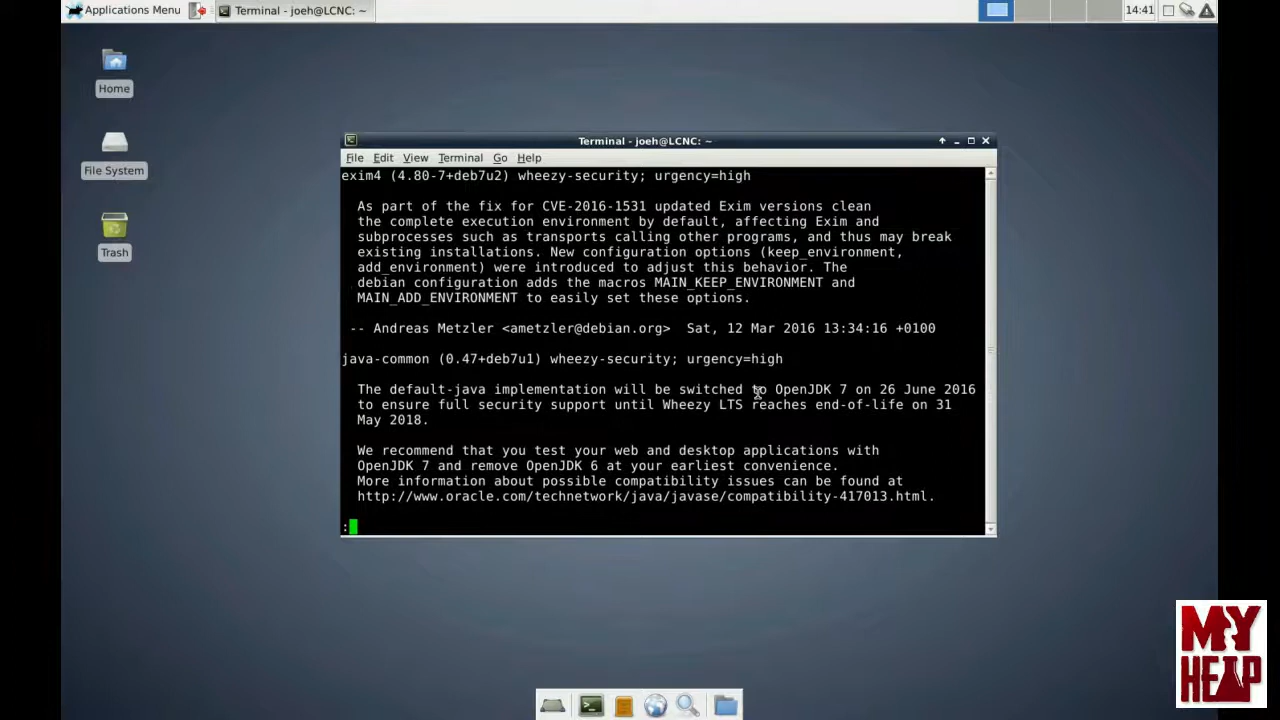 Applications Menu
Terminal - joeh@LCNC: ~
14:41
Home
File System
Trash
Terminal - joeh@LCNC: ~
File Edit View Terminal Go Help
exim4 (4.80-7+deb7u2) wheezy-security; urgency=high
As part of the fix for CVE-2016-1531 updated Exim versions clean
the complete execution environment by default, affecting Exim and
subprocesses such as transports calling other programs, and thus may break
existing installations. New configuration options (keep_environment,
add_environment) were introduced to adjust this behavior. The
debian configuration adds the macros MAIN_KEEP_ENVIRONMENT and
MAIN_ADD_ENVIRONMENT to easily set these options.
-- Andreas Metzler <ametzler@debian.org>  Sat, 12 Mar 2016 13:34:16 +0100
java-common (0.47+deb7u1) wheezy-security; urgency=high
The default-java implementation will be switched to OpenJDK 7 on 26 June 2016
to ensure full security support until Wheezy LTS reaches end-of-life on 31
May 2018.
We recommend that you test your web and desktop applications with
OpenJDK 7 and remove OpenJDK 6 at your earliest convenience.
More information about possible compatibility issues can be found at
http://www.oracle.com/technetwork/java/javase/compatibility-417013.html.
:
MY
HELP